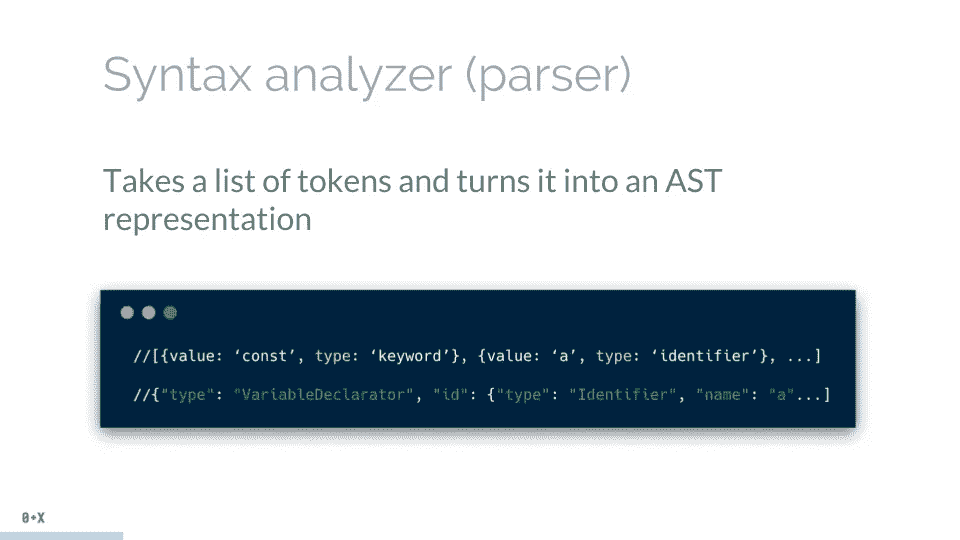 Syntax analyzer (parser)
Takes a list of tokens and turns it into an AST
representation
//[{value: ‘const’, type: ‘keyword’}, {value: ‘a’, type: ‘identifier’}, ...]
//{"type": "VariableDeclarator", "id": {"type": "Identifier", "name": "a"...]
0+X